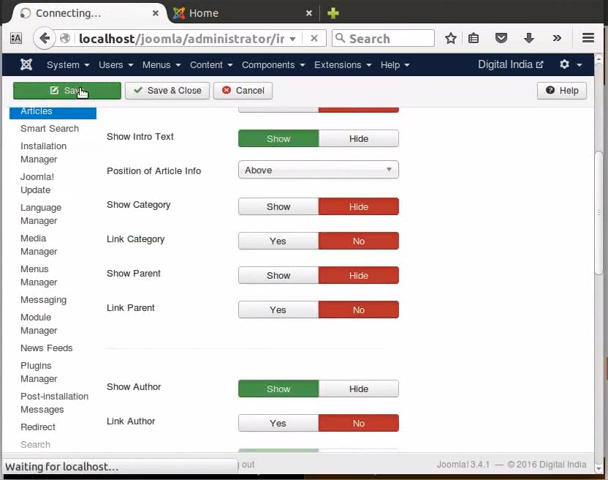 Connecting...
Home
localhost/joomla/administrator/ir
Search
System Users Menus Content Components Extensions Help Digital India
Save
Save & Close
Cancel
Help
Articles
Smart Search
Installation
Manager
Joomla!
Update
Language
Manager
Media
Manager
Menus
Manager
Messaging
Module
Manager
News Feeds
Plugins
Manager
Post-installation
Messages
Redirect
Search
Show Intro Text Show Hide
Position of Article Info Above
Show Category Show Hide
Link Category Yes No
Show Parent Show Hide
Link Parent Yes No
Show Author Show Hide
Link Author Yes No
Waiting for localhost...
out
Joomla! 3.4.1 — © 2016 Digital India